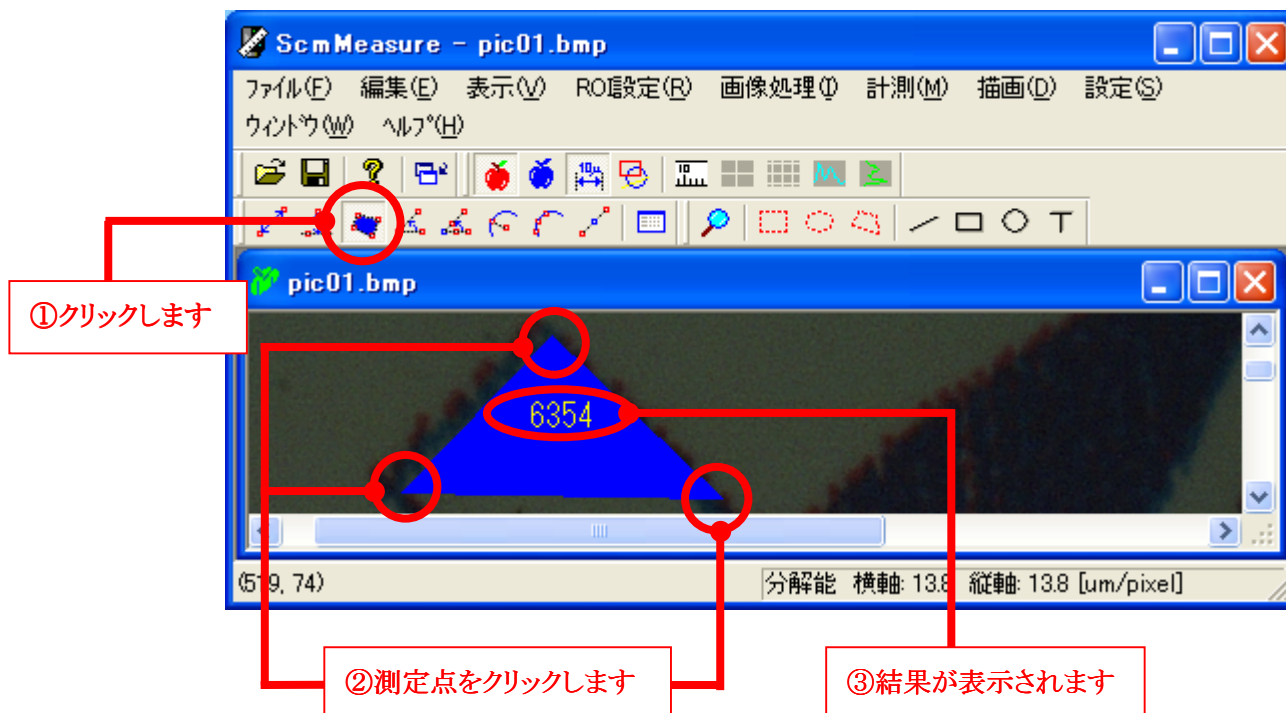 ScmMeasure - pic01.bmp
ファイル(F) 編集(E) 表示(V) ROI設定(R) 画像処理(I) 計測(M) 描画(D) 設定(S)
ウィンドウ(W) ヘルプ(H)
10μ
10
T
①クリックします
pic01.bmp
6354
(519, 74)
分解能 横軸: 13.8 縦軸: 13.8 [um/pixel]
②測定点をクリックします
③結果が表示されます